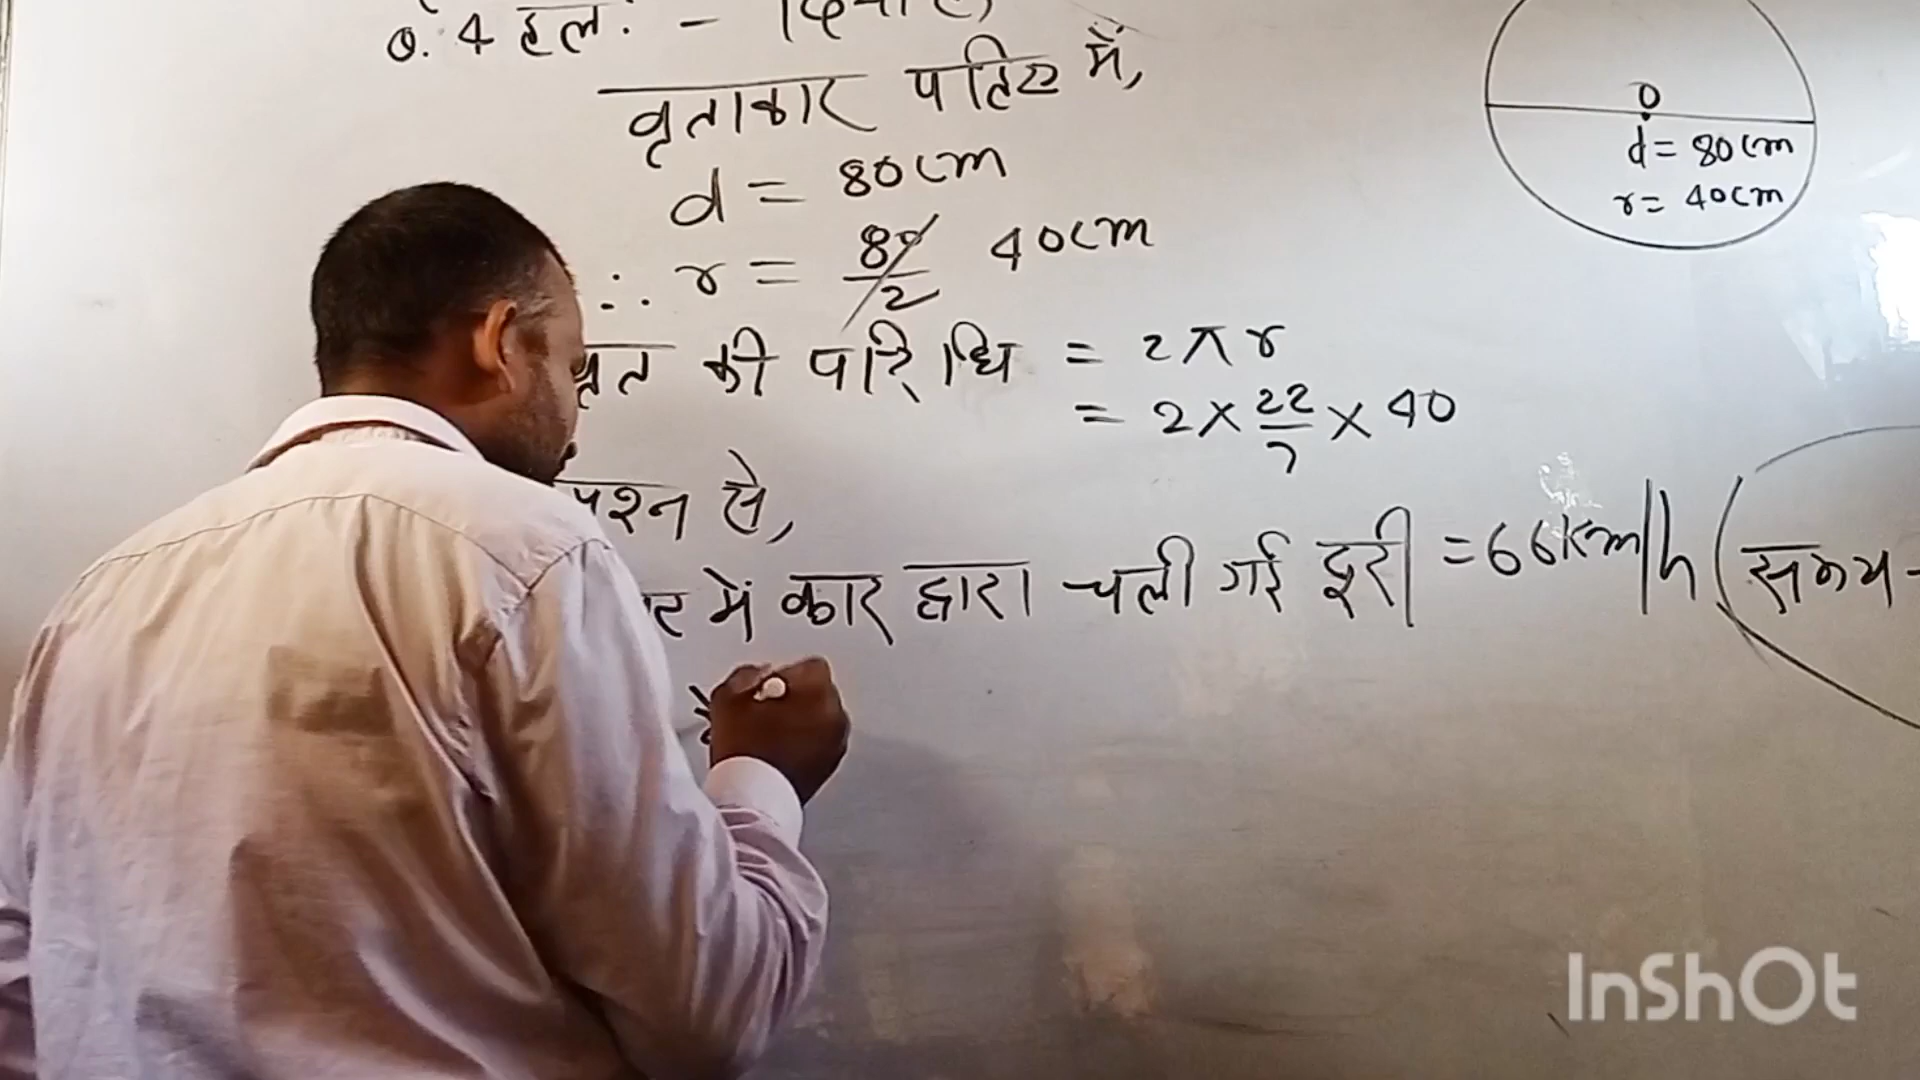 Q. 4 हल: -
वृताकार पहिए में,
d = 80cm
∴ r = 80/2 40cm
वृत की परिधि = 2πr
= 2 × 22/7 × 40
प्रश्न से,
में कार द्वारा चली गई दूरी = 66km/h (समय -
O
d = 80cm
r = 40cm
InShOt